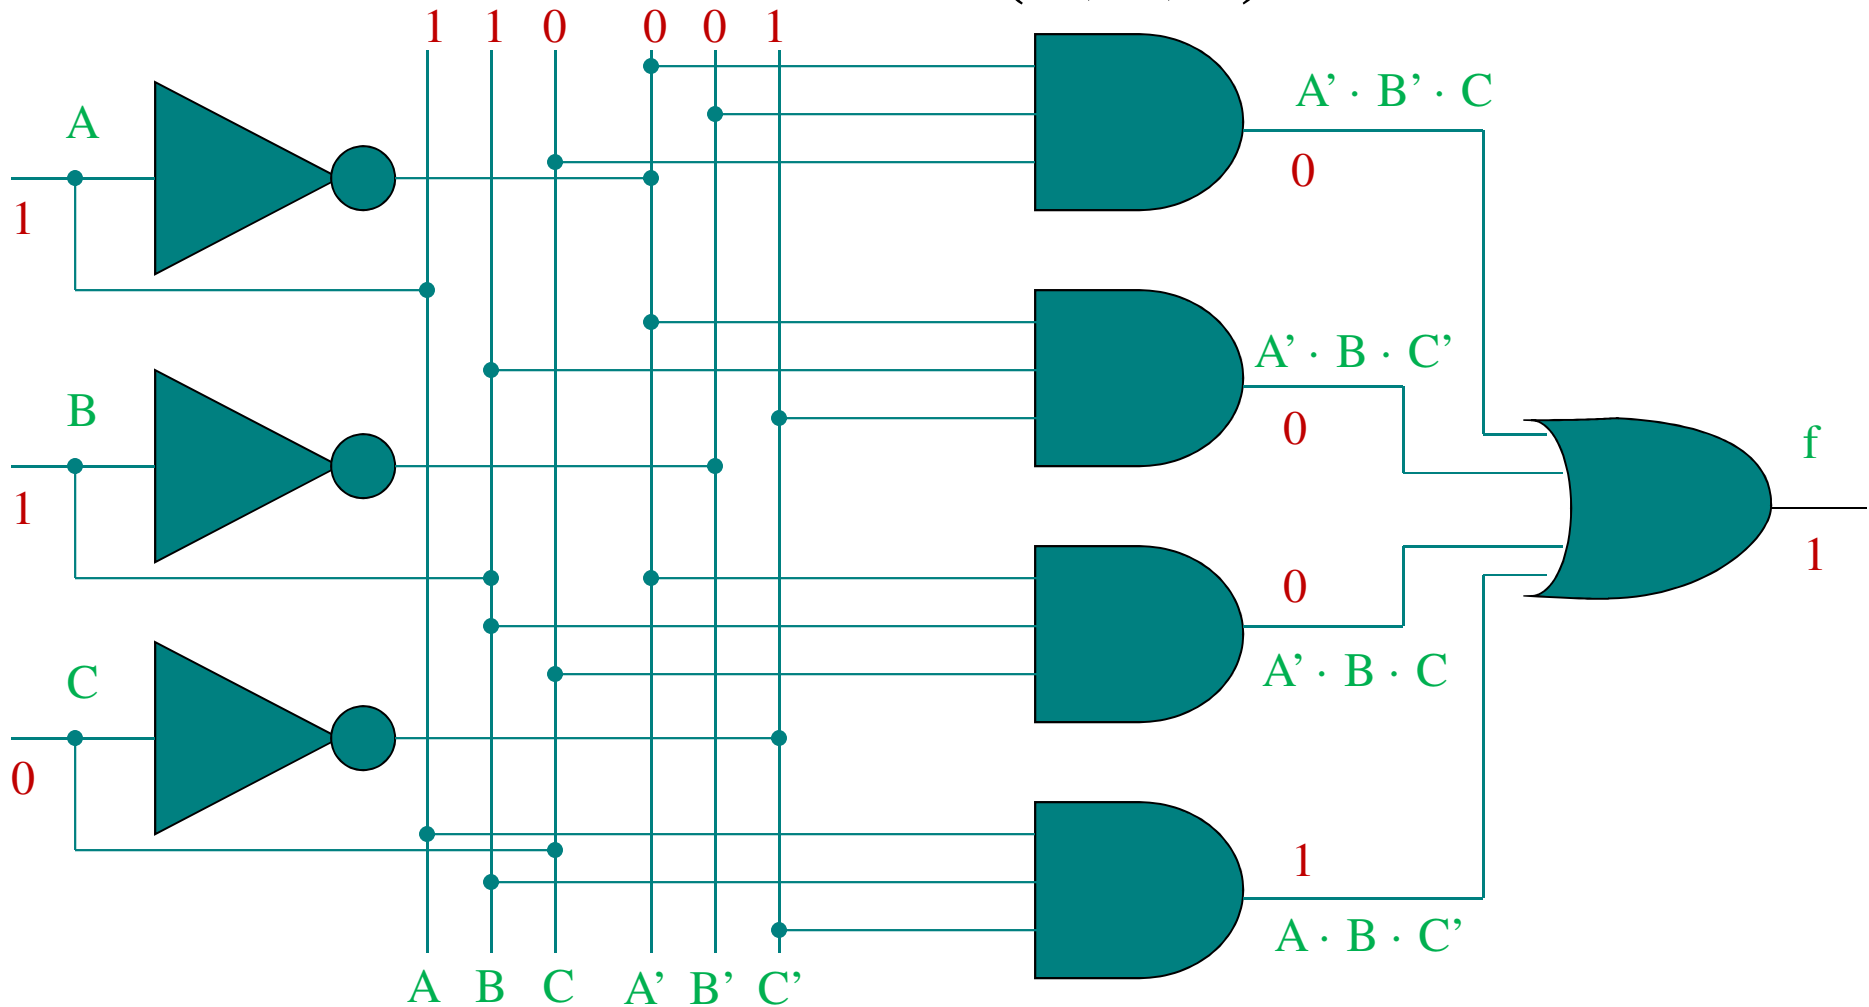 1 1 0 0 0 1
A
1
A’ · B’ · C
0
A’ · B · C’
0
B
1
f
1
0
A’ · B · C
C
0
1
A · B · C’
A B C A’ B’ C’